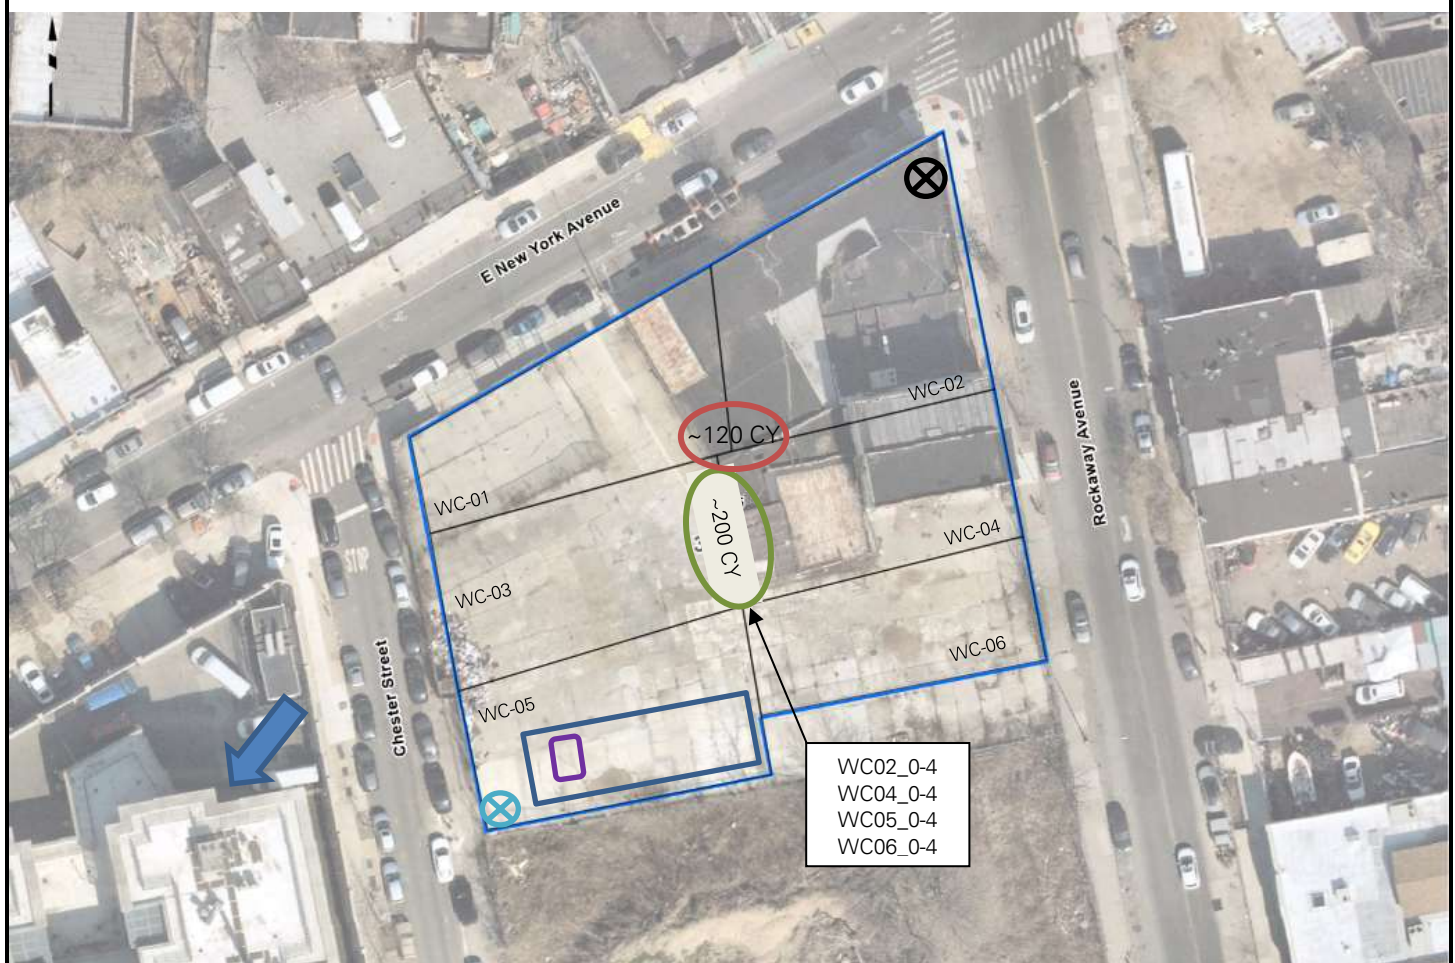 E New York Avenue
WC-02
~120 CY
Rockaway Avenue
WC-01
~200 CY
WC-04
WC-03
WC-06
Chester Street
WC-05
WC02_0-4
WC04_0-4
WC05_0-4
WC06_0-4